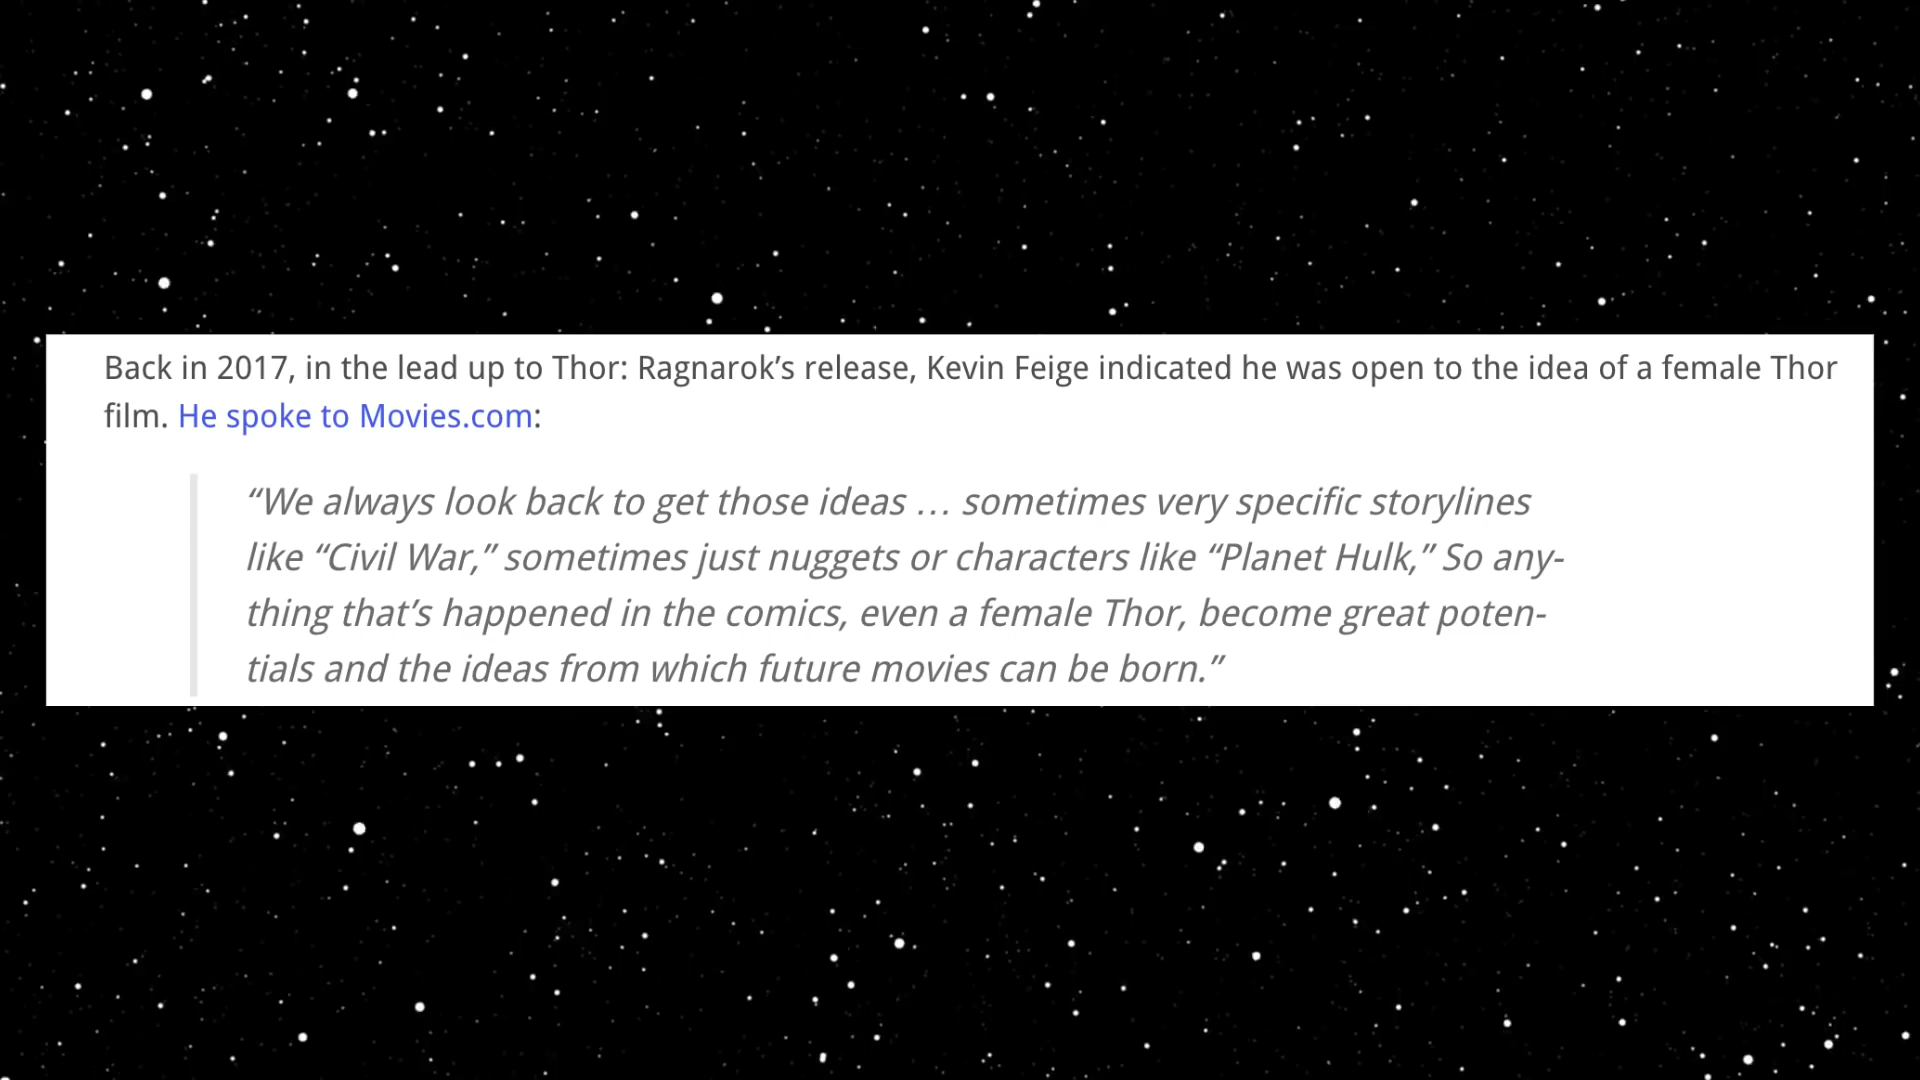 Back in 2017, in the lead up to Thor: Ragnarok’s release, Kevin Feige indicated he was open to the idea of a female Thor
film. He spoke to Movies.com:
“We always look back to get those ideas … sometimes very specific storylines
like “Civil War,” sometimes just nuggets or characters like “Planet Hulk,” So any-
thing that’s happened in the comics, even a female Thor, become great poten-
tials and the ideas from which future movies can be born.”